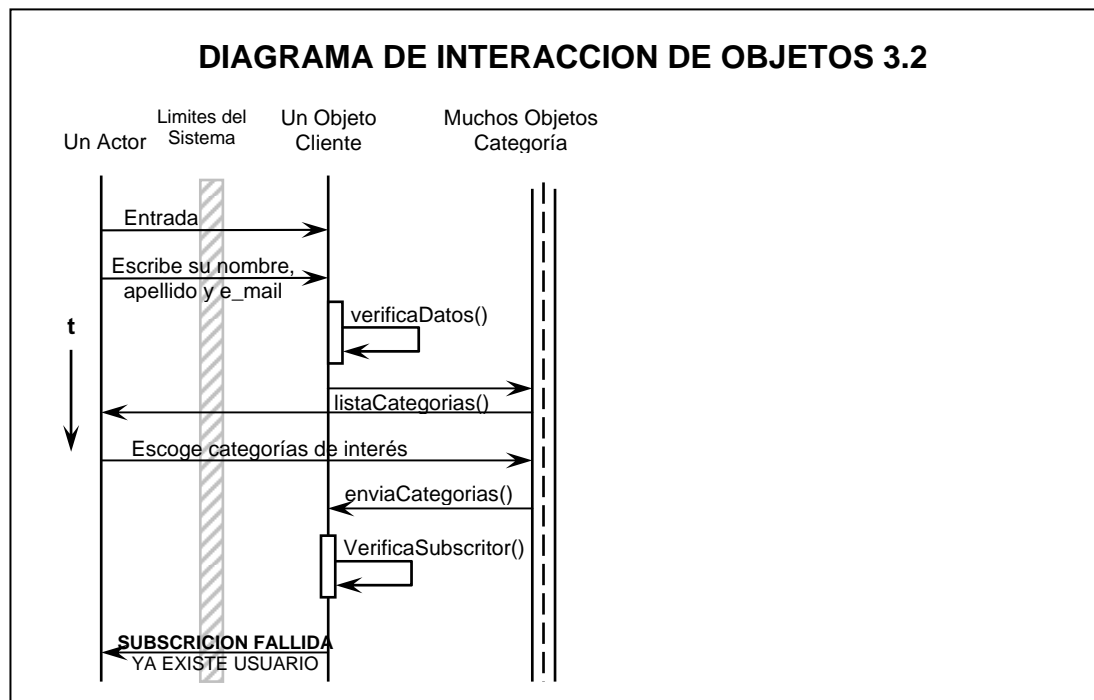 DIAGRAMA DE INTERACCION DE OBJETOS 3.2
Un Actor
Limites del
Sistema
Un Objeto
Cliente
Muchos Objetos
Categoría
Entrada
Escribe su nombre,
apellido y e_mail
verificaDatos()
t
listaCategorias()
Escoge categorías de interés
enviaCategorias()
VerificaSubscritor()
SUBSCRICION FALLIDA
YA EXISTE USUARIO